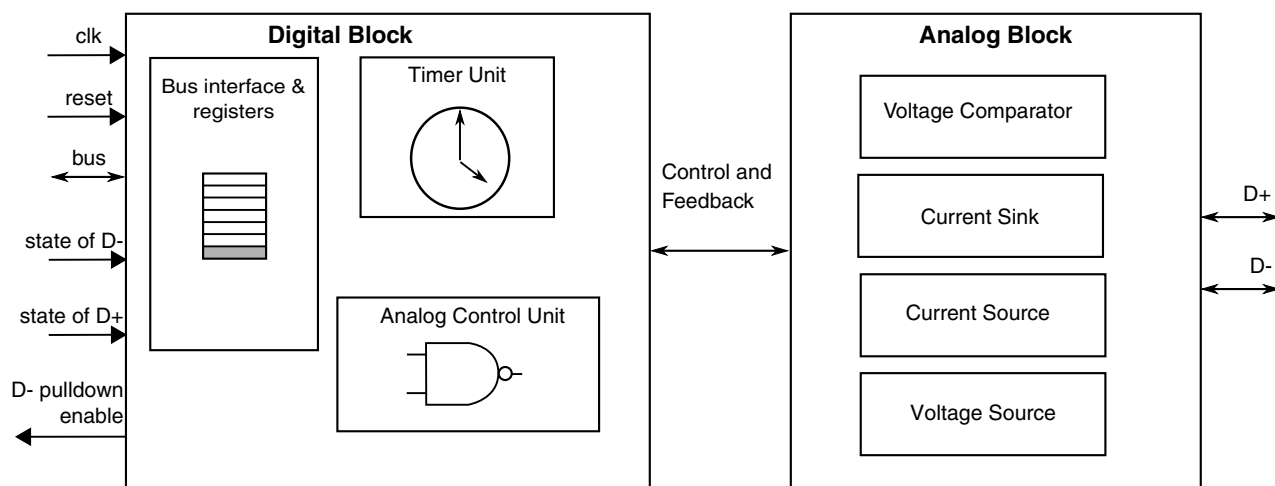 clk
reset
bus
state of D-
state of D+
D- pulldown
enable
Digital Block
Bus interface &
registers
Timer Unit
Analog Control Unit
Control and
Feedback
Analog Block
Voltage Comparator
Current Sink
Current Source
Voltage Source
D+
D-